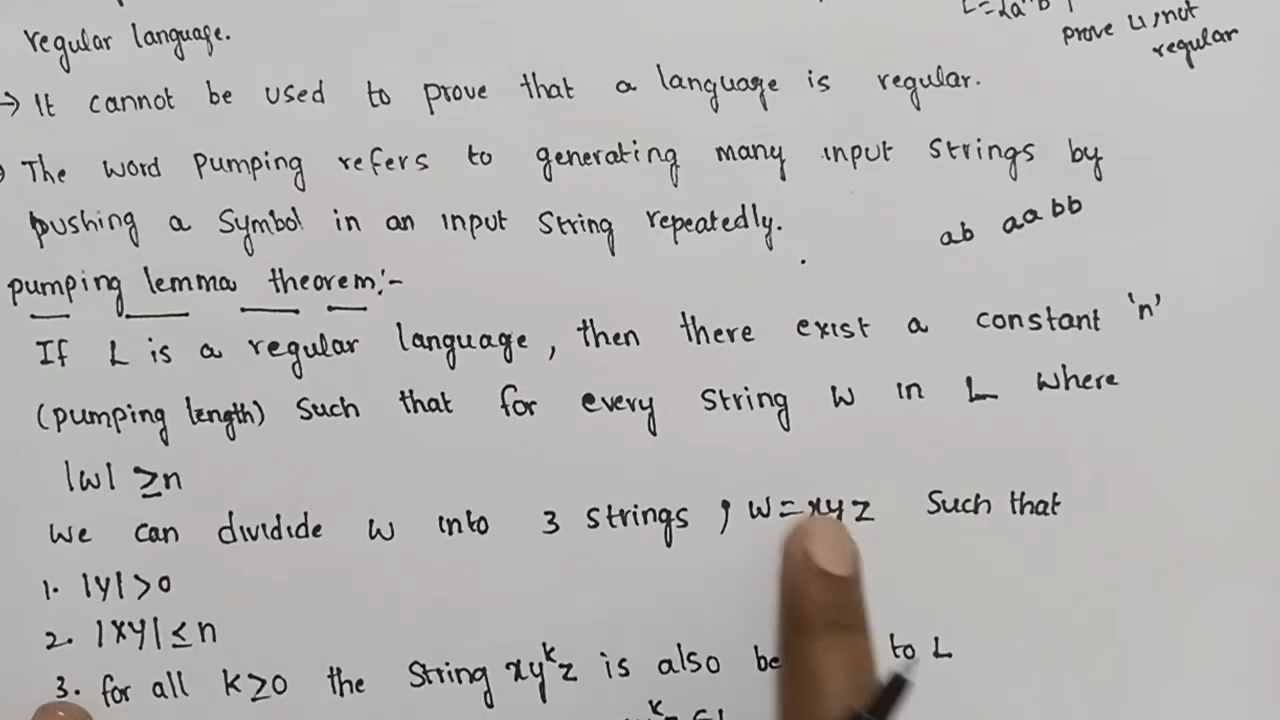 L=
prove L is not
regular
regular language.
→ It cannot be used to prove that a language is regular.
The word pumping refers to generating many input strings by
pushing a symbol in an input string repeatedly.
ab aabb
pumping lemma theorem:-
If L is a regular language, then there exist a constant 'n'
(pumping length) such that for every string w in L where
|w| ≥n
We can dividide w into 3 strings , w=xyz such that
1. |y|>0
2. |xy|≤n
3. for all k≥0 the string xy^kz is also be to L